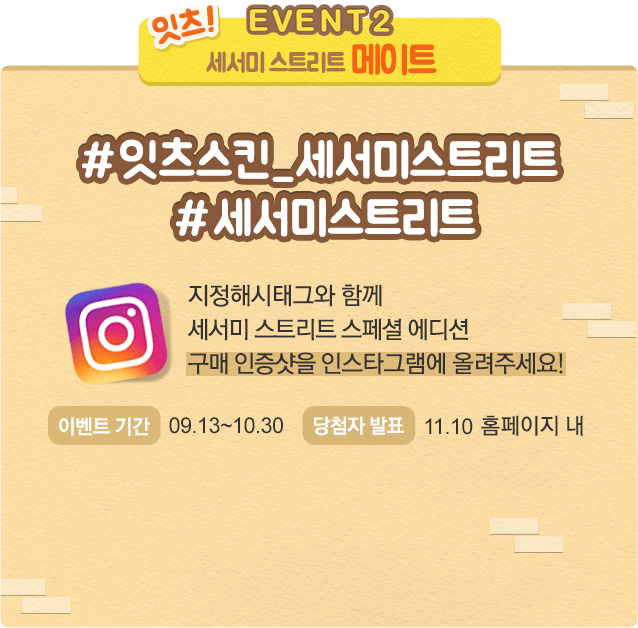 잇츠! EVENT 2
세서미 스트리트 메이트
#잇츠스킨_세서미스트리트
#세서미스트리트
지정해시태그와 함께
세서미 스트리트 스페셜 에디션
구매 인증샷을 인스타그램에 올려주세요!
이벤트 기간 09.13~10.30 당첨자 발표 11.10 홈페이지 내